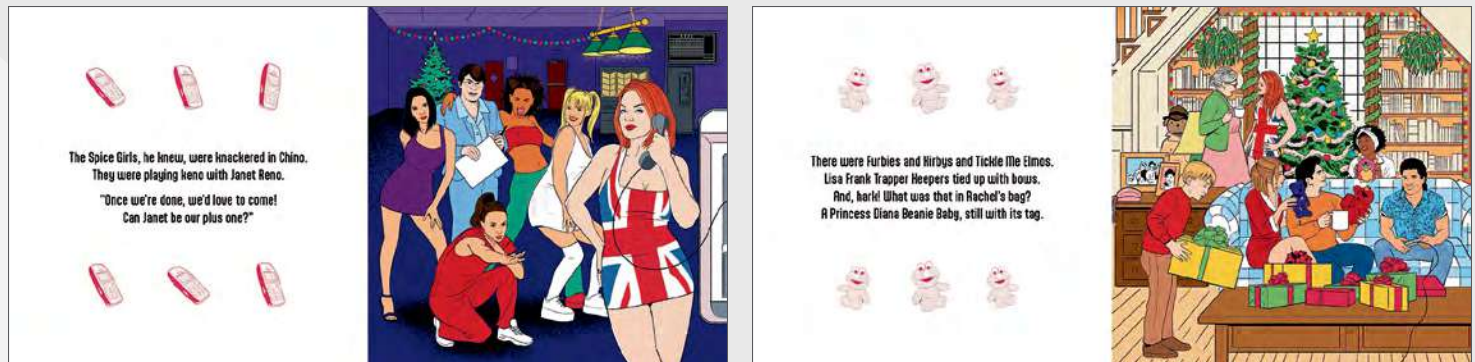 The Spice Girls, he knew, were knackered in Chino.
They were playing keno with Janet Reno.
"Once we're done, we'd love to come!
Can Janet be our plus one?"
There were Furbies and Kirbys and Tickle Me Elmos.
Lisa Frank Trapper Keepers tied up with bows.
And, hark! What was that in Rachel's bag?
A Princess Diana Beanie Baby, still with its tag.